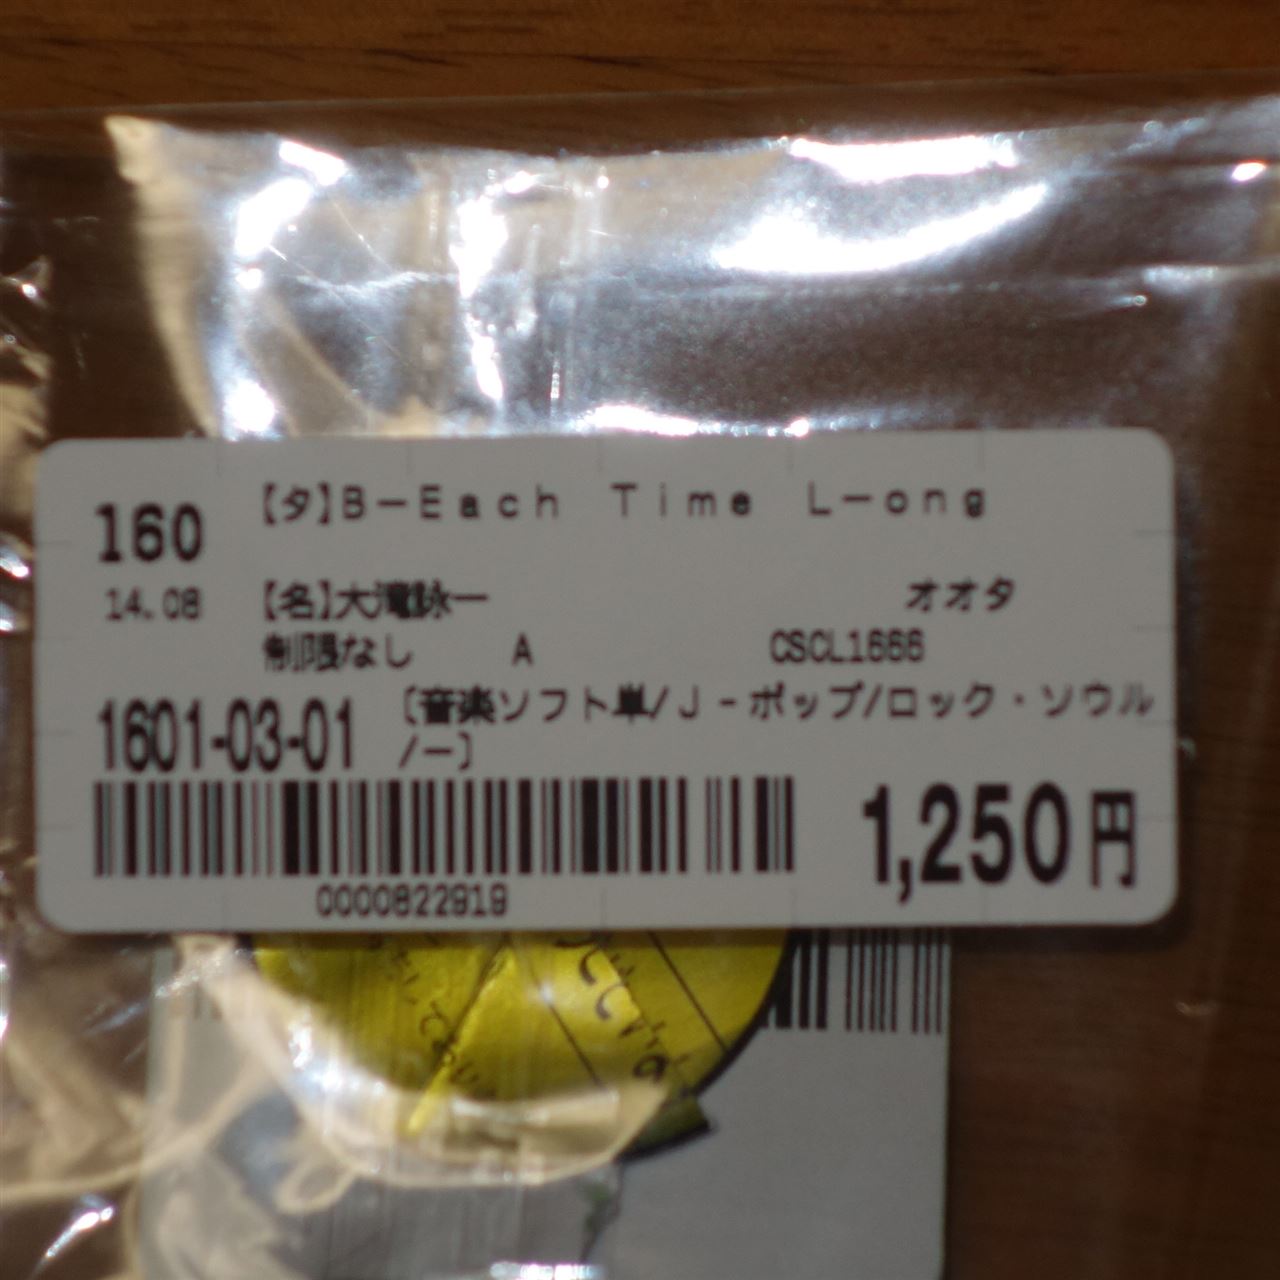 160
【タ】B－Each Time L－ong
14.08
【名】大瀧詠一 オオタ
制限なし A CSCL1666
1601-03-01
〔音楽ソフト単/J－ポップ/ロック・ソウル
/－〕
1,250円
0000822919